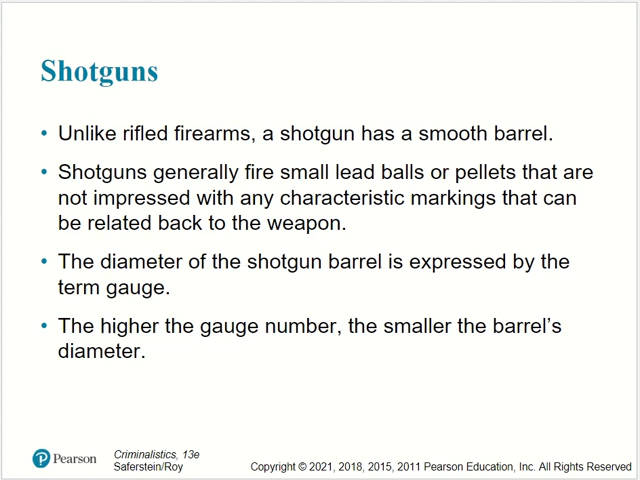 Shotguns
• Unlike rifled firearms, a shotgun has a smooth barrel.
• Shotguns generally fire small lead balls or pellets that are
not impressed with any characteristic markings that can
be related back to the weapon.
• The diameter of the shotgun barrel is expressed by the
term gauge.
• The higher the gauge number, the smaller the barrel's
diameter.
Pearson
Criminalistics, 13e
Saferstein/Roy
Copyright © 2021, 2018, 2015, 2011 Pearson Education, Inc. All Rights Reserved